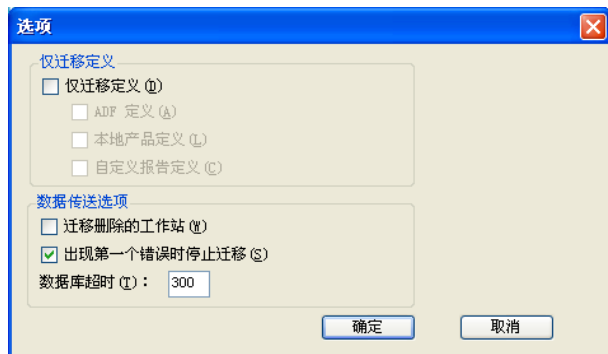 选项
仅迁移定义
仅迁移定义(D)
ADF 定义(A)
本地产品定义(L)
自定义报告定义(C)
数据传送选项
迁移删除的工作站(W)
出现第一个错误时停止迁移(S)
数据库超时(T): 300
确定 取消